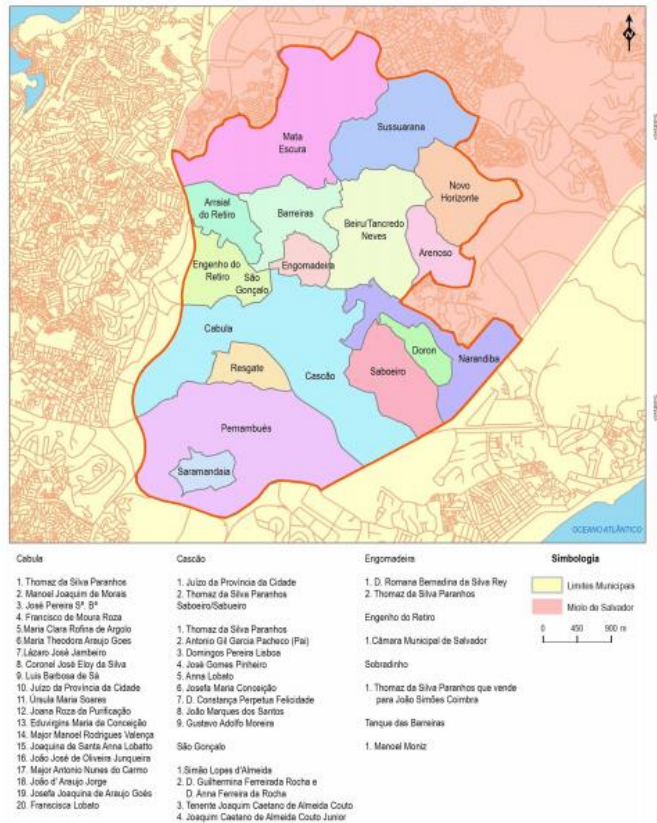 N
Mata
Escura
Sussuarana
Novo
Horizonte
Arraial
do Retiro
Barreiras
Beiru/Tancredo
Neves
Arenoso
Engenho do
Retiro
São
Gonçalo
Engomadeira
Cabula
Resgate
Cascão
Saboeiro
Doron
Narandiba
Pernambués
Saramandaia
OCEANO ATLÂNTICO
Cabula
1. Thomaz da Silva Paranhos
2. Manoel Joaquim de Morais
3. José Pereira Sª. Bª
4. Francisco de Moura Roza
5.Maria Clara Rofina de Argolo
6.Maria Theodora Araujo Goes
7.Lázaro José Jambeiro
8. Coronel José Eloy da Silva
9. Luis Barbosa de Sá
10. Juízo da Província da Cidade
11. Úrsula Maria Soares
12. Joana Roza da Purificação
13. Eduvirgins Maria da Conceição
14. Major Manoel Rodrigues Valença
15. Joaquina de Santa Anna Lobatto
16. João José de Oliveira Junqueira
17. Major Antonio Nunes do Carmo
18. João d' Araujo Jorge
19. Josefa Joaquina de Araujo Goés
20. Franscisca Lobato
Cascão
1. Juízo da Província da Cidade
2. Thomaz da Silva Paranhos
Saboeiro/Sabueiro
1. Thomaz da Silva Paranhos
2. Antonio Gil Garcia Pacheco (Pai)
3. Domingos Pereira Lisboa
4. José Gomes Pinheiro
5. Anna Lobato
6. Josefa Maria Conceição
7. D. Constança Perpetua Felicidade
8. João Marques dos Santos
9. Gustavo Adolfo Moreira
São Gonçalo
1.Simão Lopes d'Almeida
2. D. Guilhermina Ferreirada Rocha e
D. Anna Ferreira da Rocha
3. Tenente Joaquim Caetano de Almeida Couto
4. Joaquim Caetano de Almeida Couto Junior
Engomadeira
1. D. Romana Bernadina da Silva Rey
2. Thomaz da Silva Paranhos
Engenho do Retiro
1.Câmara Municipal de Salvador
Sobradinho
1. Thomaz da Silva Paranhos que vende
para João Simões Coimbra
Tanque das Barreiras
1. Manoel Moniz
Simbologia
Limites Municipais
Miolo de Salvador
0 450 900 m